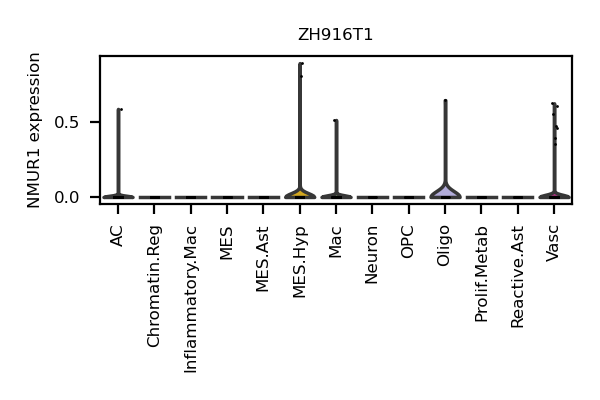 ZH916T1
NMUR1 expression
0.5
0.0
AC
Chromatin.Reg
Inflammatory.Mac
MES
MES.Ast
MES.Hyp
Mac
Neuron
OPC
Oligo
Prolif.Metab
Reactive.Ast
Vasc